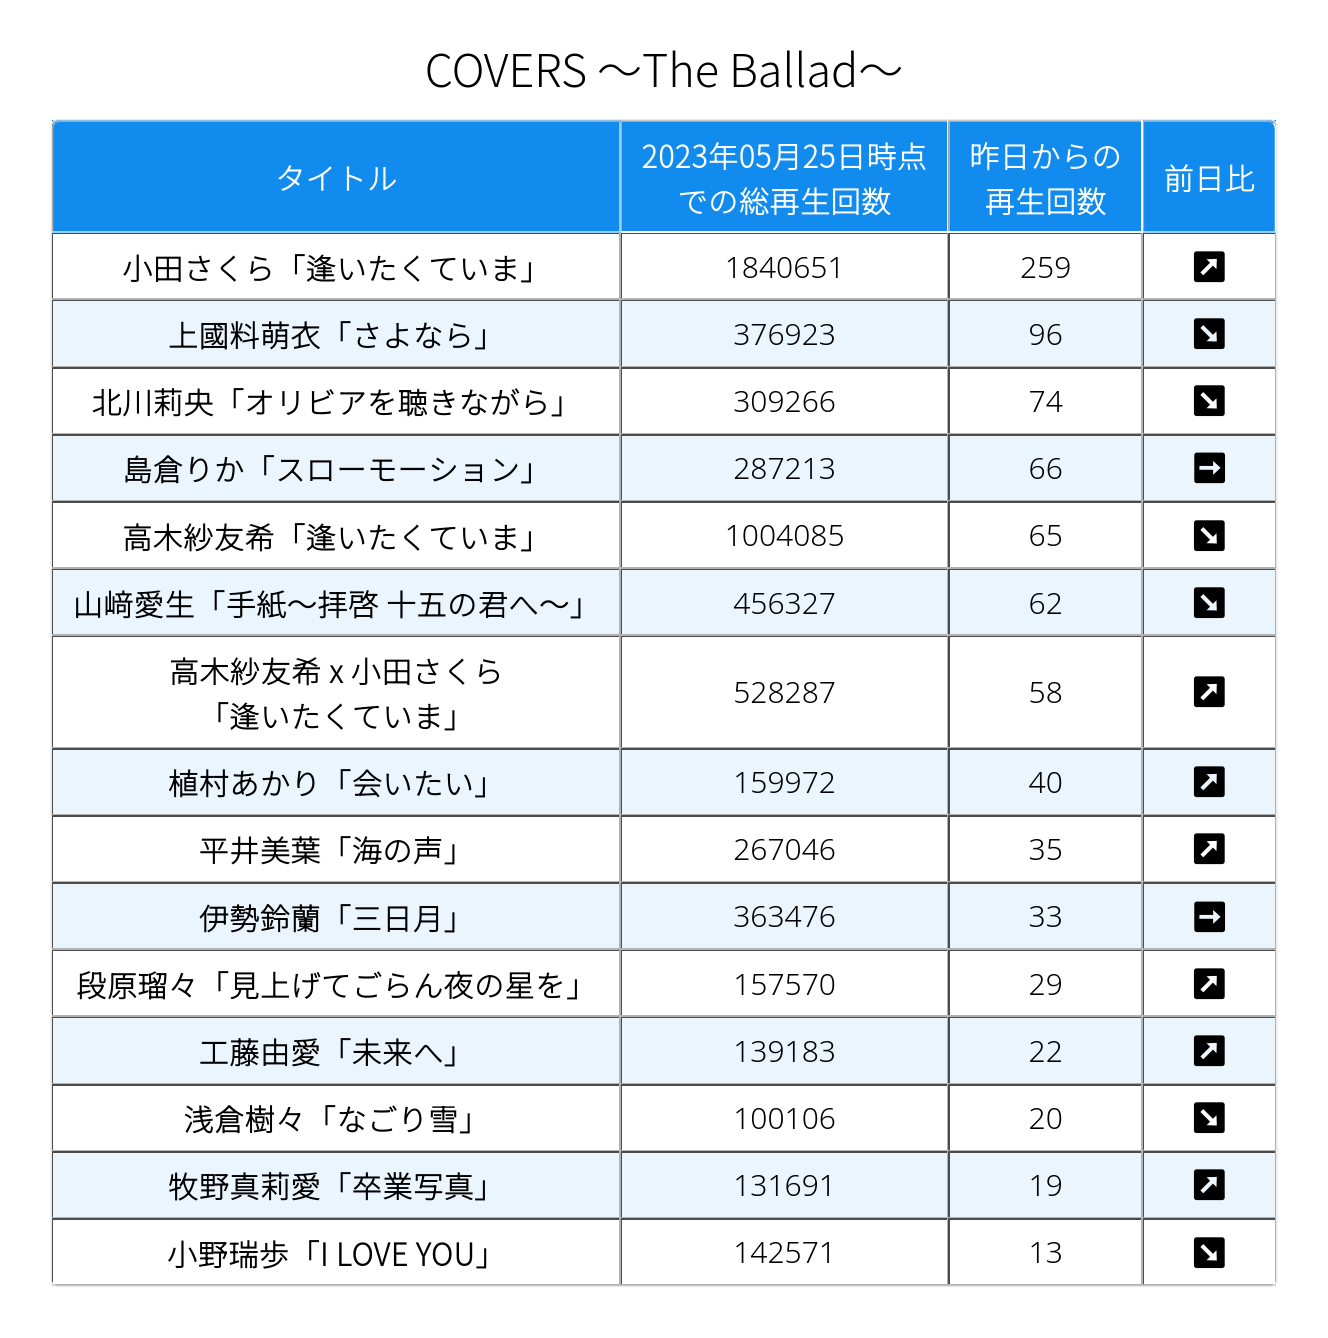 COVERS ～The Ballad～
タイトル
2023年05月25日時点
での総再生回数
昨日からの
再生回数
前日比
小田さくら「逢いたくていま」 1840651 259 ↗
上國料萌衣「さよなら」 376923 96 ↘
北川莉央「オリビアを聴きながら」 309266 74 ↘
島倉りか「スローモーション」 287213 66 →
高木紗友希「逢いたくていま」 1004085 65 ↘
山﨑愛生「手紙～拝啓 十五の君へ～」 456327 62 ↘
高木紗友希 x 小田さくら
「逢いたくていま」 528287 58 ↗
植村あかり「会いたい」 159972 40 ↗
平井美葉「海の声」 267046 35 ↗
伊勢鈴蘭「三日月」 363476 33 →
段原瑠々「見上げてごらん夜の星を」 157570 29 ↗
工藤由愛「未来へ」 139183 22 ↗
浅倉樹々「なごり雪」 100106 20 ↘
牧野真莉愛「卒業写真」 131691 19 ↗
小野瑞歩「I LOVE YOU」 142571 13 ↘